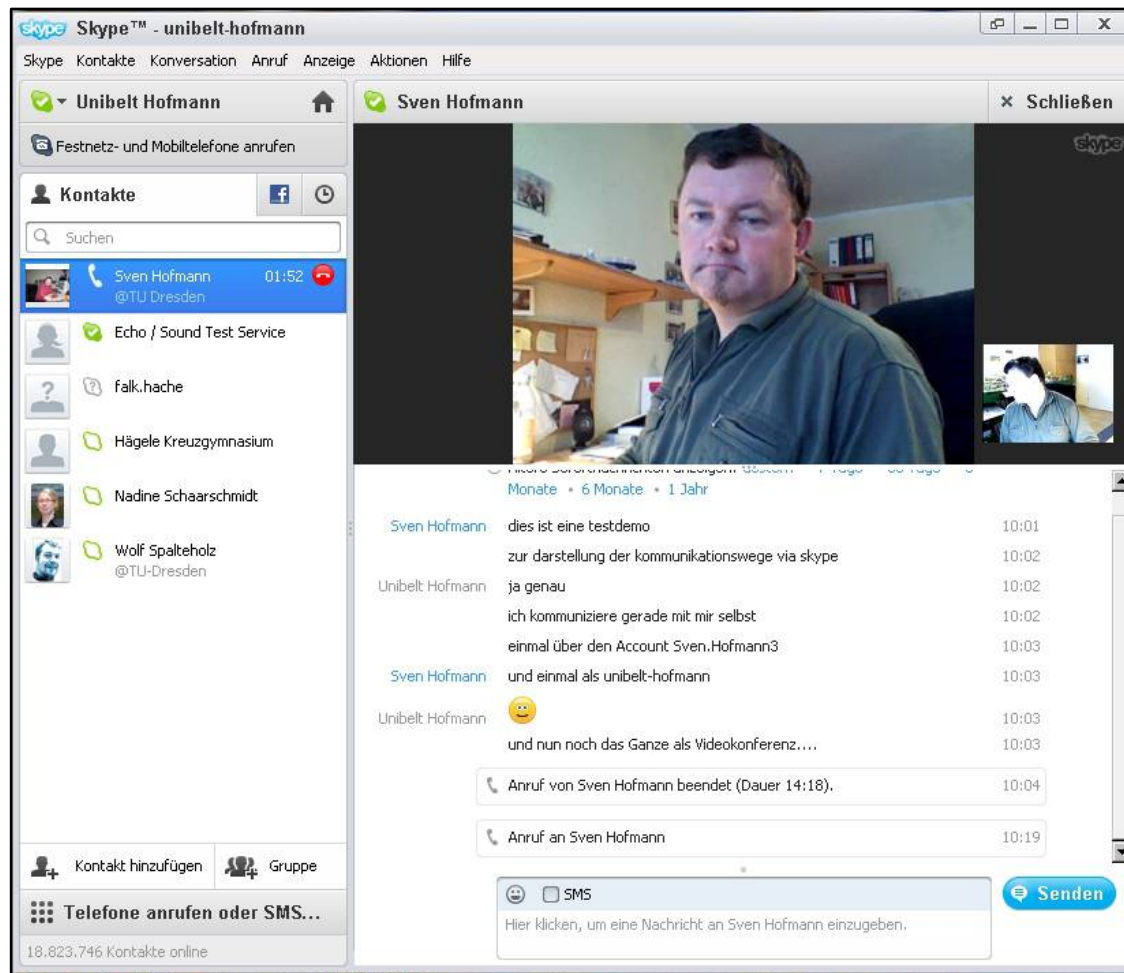 skype Skype™ - unibelt-hofmann
Skype Kontakte Konversation Anruf Anzeige Aktionen Hilfe
Unibelt Hofmann
Festnetz- und Mobiltelefone anrufen
Kontakte
Suchen
Sven Hofmann 01:52
@TU Dresden
Echo / Sound Test Service
falk.hache
Hägele Kreuzgymnasium
Nadine Schaarschmidt
Wolf Spalteholz
@TU-Dresden
Kontakt hinzufügen Gruppe
Telefone anrufen oder SMS...
18.823.746 Kontakte online
Sven Hofmann × Schließen
skype
Monate • 6 Monate • 1 Jahr
Sven Hofmann dies ist eine testdemo 10:01
zur darstellung der kommunikationswege via skype 10:02
Unibelt Hofmann ja genau 10:02
ich kommuniziere gerade mit mir selbst 10:02
einmal über den Account Sven.Hofmann3 10:03
Sven Hofmann und einmal als unibelt-hofmann 10:03
Unibelt Hofmann 10:03
und nun noch das Ganze als Videokonferenz.... 10:03
Anruf von Sven Hofmann beendet (Dauer 14:18). 10:04
Anruf an Sven Hofmann 10:19
SMS
Hier klicken, um eine Nachricht an Sven Hofmann einzugeben.
Senden